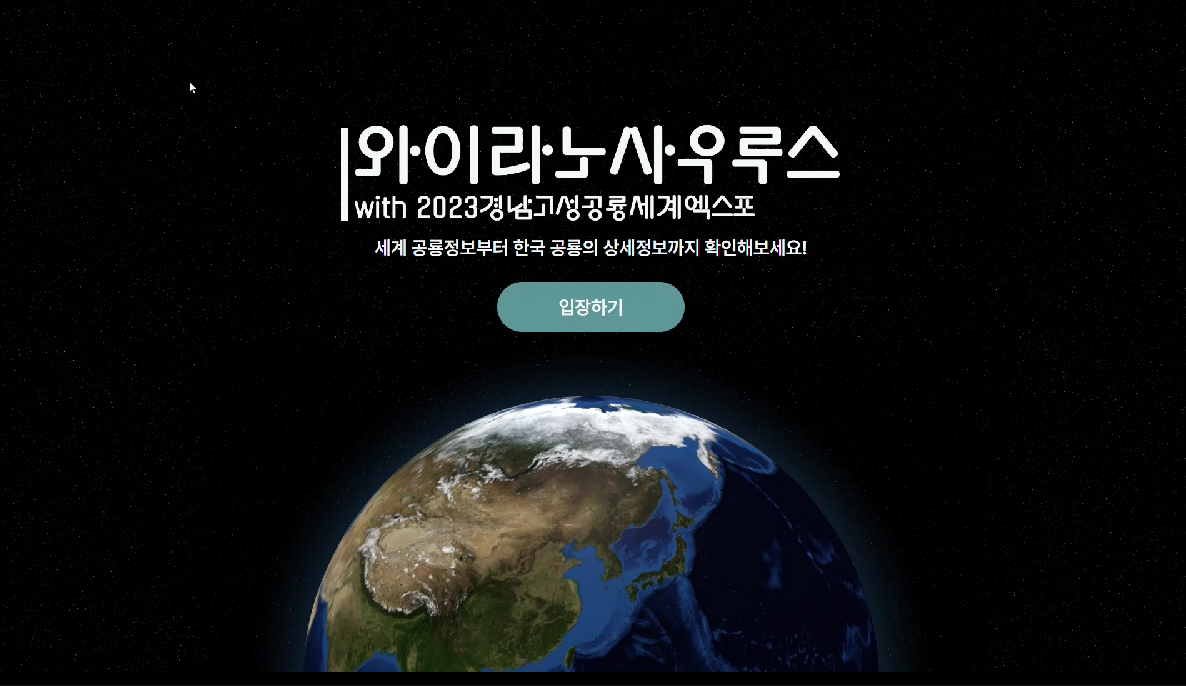 와이라노사우루스
with 2023경남고성공룡세계엑스포
세계 공룡정보부터 한국 공룡의 상세정보까지 확인해보세요!
입장하기